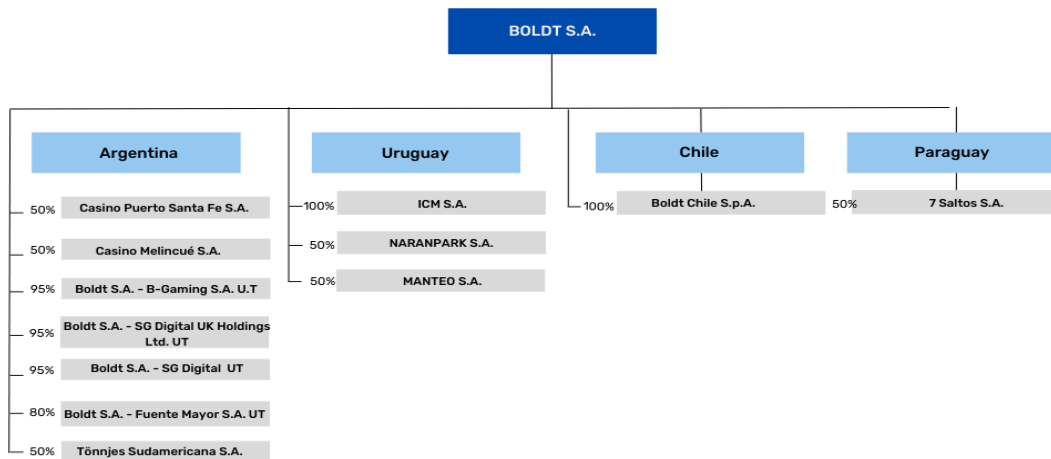 BOLDT S.A.
Argentina
50% Casino Puerto Santa Fe S.A.
50% Casino Melincué S.A.
95% Boldt S.A. - B-Gaming S.A. U.T
95% Boldt S.A. - SG Digital UK Holdings
Ltd. UT
95% Boldt S.A. - SG Digital UT
80% Boldt S.A. - Fuente Mayor S.A. UT
50% Tönnjes Sudamericana S.A.
Uruguay
100% ICM S.A.
50% NARANPARK S.A.
50% MANTEO S.A.
Chile
100% Boldt Chile S.p.A.
Paraguay
50% 7 Saltos S.A.